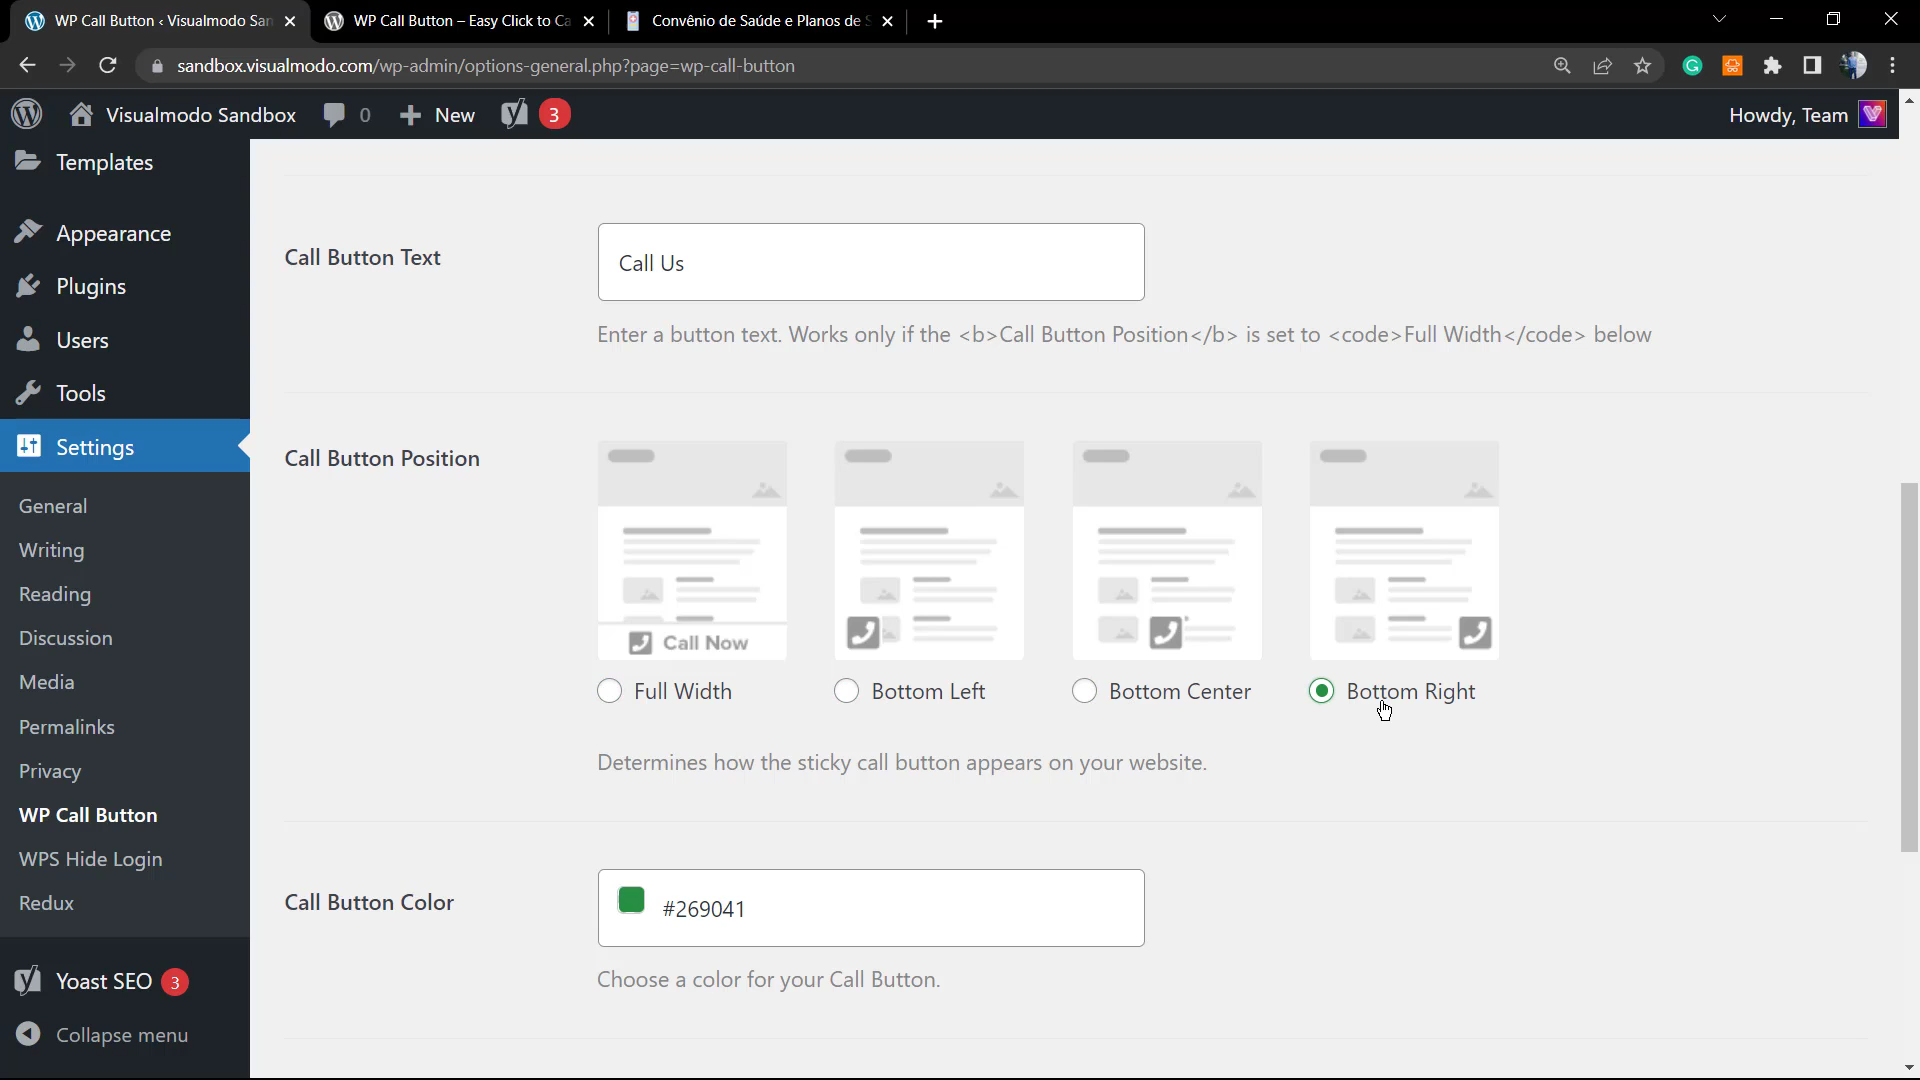 WP Call Button ‹ Visualmodo San
WP Call Button – Easy Click to Ca
Convênio de Saúde e Planos de S
sandbox.visualmodo.com/wp-admin/options-general.php?page=wp-call-button
Visualmodo Sandbox
0
New
3
Howdy, Team
Templates
Appearance
Plugins
Users
Tools
Settings
General
Writing
Reading
Discussion
Media
Permalinks
Privacy
WP Call Button
WPS Hide Login
Redux
Yoast SEO 3
Collapse menu
Call Button Text
Call Us
Enter a button text. Works only if the <b>Call Button Position</b> is set to <code>Full Width</code> below
Call Button Position
Call Now
Full Width
Bottom Left
Bottom Center
Bottom Right
Determines how the sticky call button appears on your website.
Call Button Color
#269041
Choose a color for your Call Button.